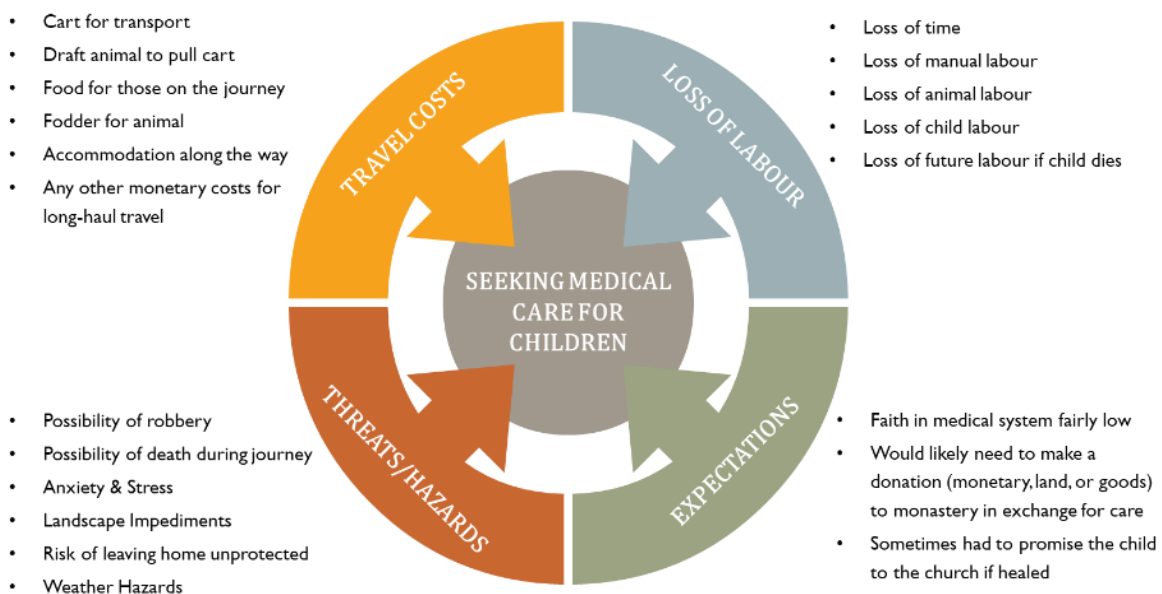 • Cart for transport
• Draft animal to pull cart
• Food for those on the journey
• Fodder for animal
• Accommodation along the way
• Any other monetary costs for
long-haul travel
TRAVEL COSTS
LOSS OF LABOUR
• Loss of time
• Loss of manual labour
• Loss of animal labour
• Loss of child labour
• Loss of future labour if child dies
SEEKING MEDICAL
CARE FOR
CHILDREN
• Possibility of robbery
• Possibility of death during journey
• Anxiety & Stress
• Landscape Impediments
• Risk of leaving home unprotected
• Weather Hazards
THREATS/HAZARDS
EXPECTATIONS
• Faith in medical system fairly low
• Would likely need to make a
donation (monetary, land, or goods)
to monastery in exchange for care
• Sometimes had to promise the child
to the church if healed